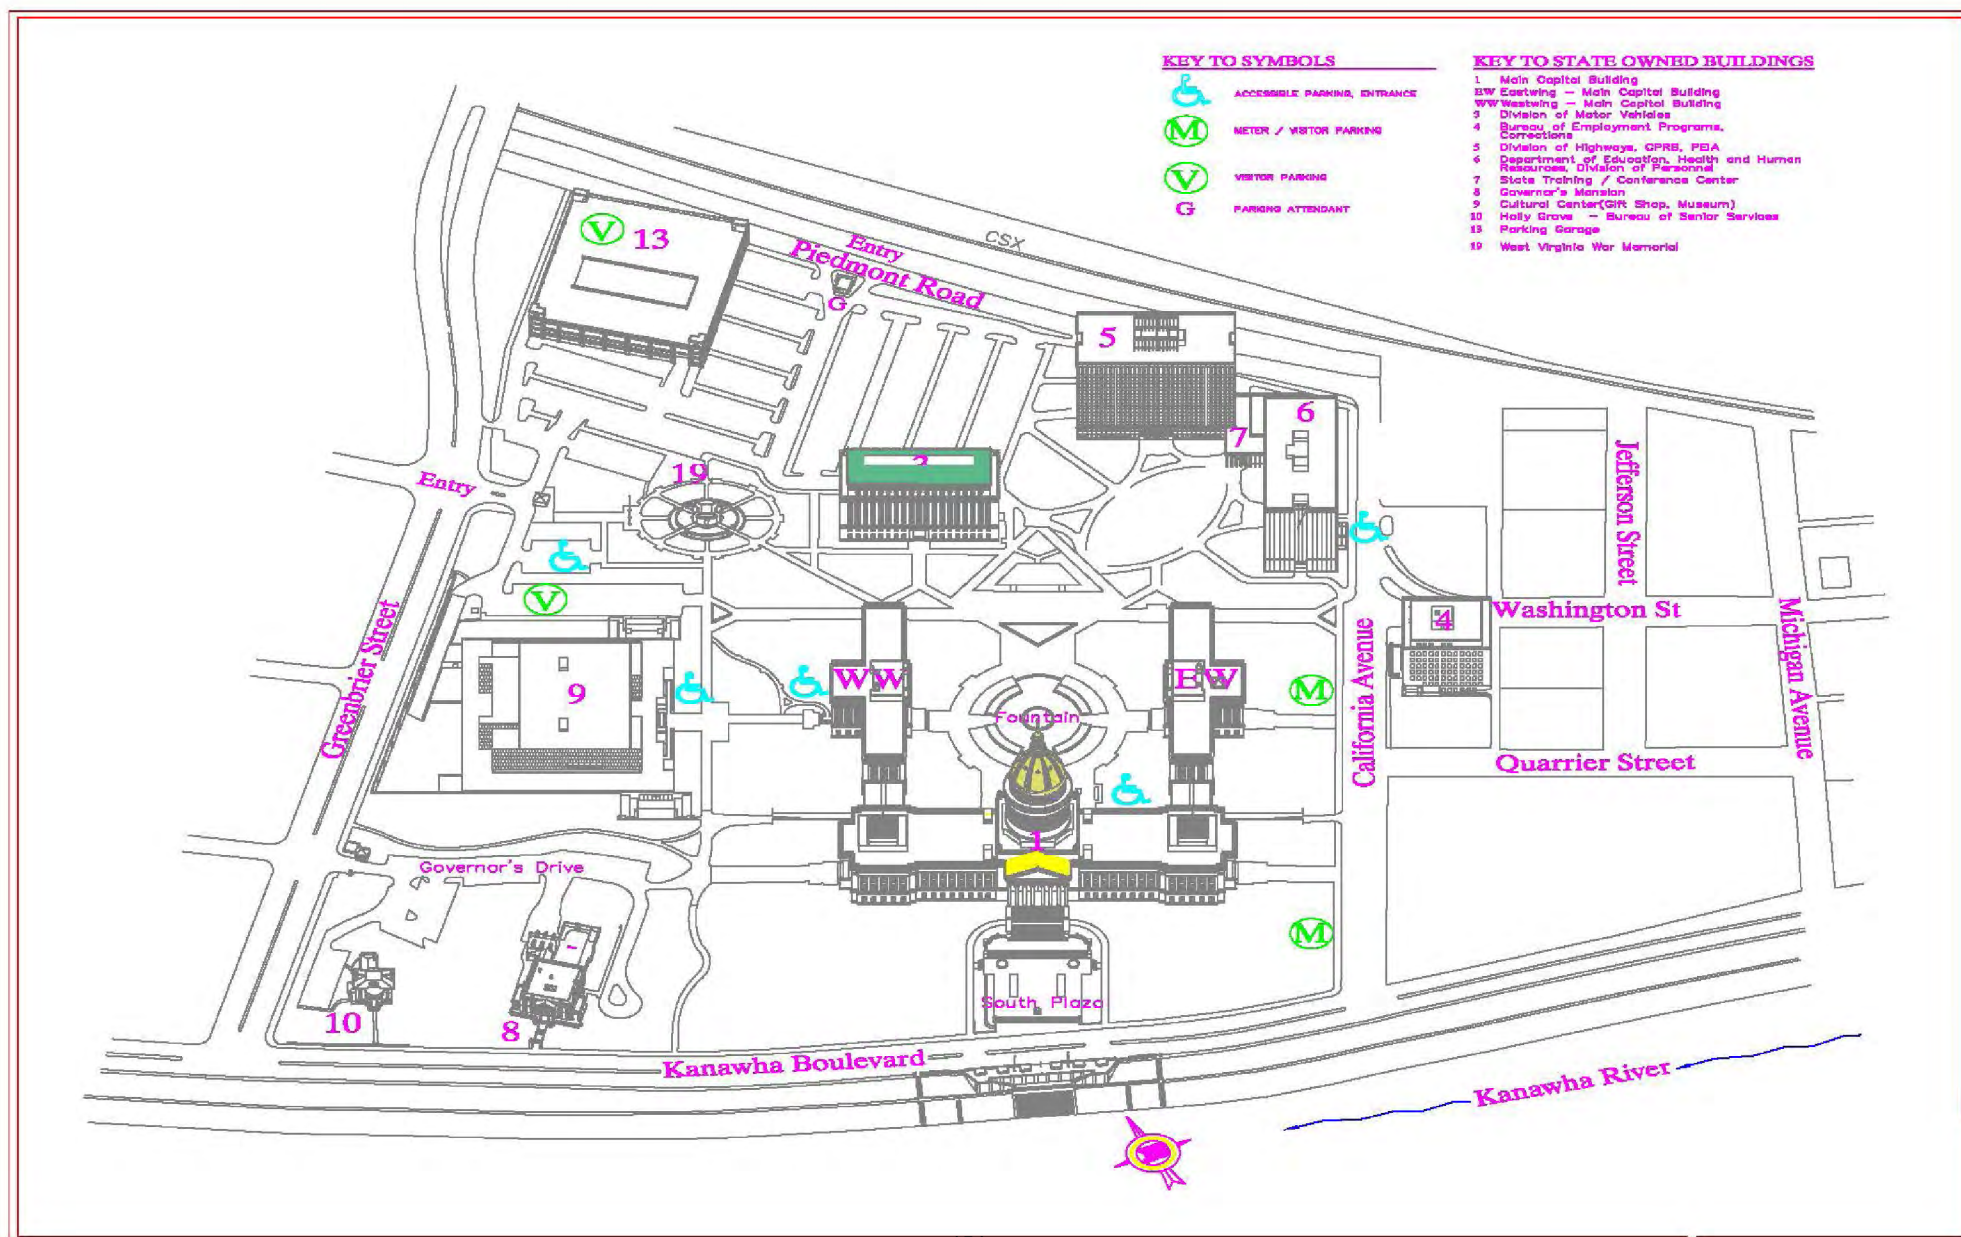 KEY TO SYMBOLS
ACCESSIBLE PARKING, ENTRANCE
M METER / VISITOR PARKING
V VISITOR PARKING
G PARKING ATTENDANT
KEY TO STATE OWNED BUILDINGS
1 Main Capitol Building
EW Eastwing – Main Capitol Building
WW Westwing – Main Capitol Building
3 Division of Motor Vehicles
4 Bureau of Employment Programs,
Corrections
5 Division of Highways, CPRB, PEIA
6 Department of Education, Health and Human
Resources, Division of Personnel
7 State Training / Conference Center
8 Governor's Mansion
9 Cultural Center(Gift Shop, Museum)
10 Holly Grove – Bureau of Senior Services
13 Parking Garage
19 West Virginia War Memorial
V
13
Entry
Piedmont Road
CSX
G
5
6
7
3
19
Entry
Jefferson Street
V
4
Washington St
Michigan Avenue
Greenbrier Street
9
WW
EW
M
California Avenue
Fountain
Quarrier Street
1
Governor's Drive
M
South Plaza
10
8
Kanawha Boulevard
Kanawha River